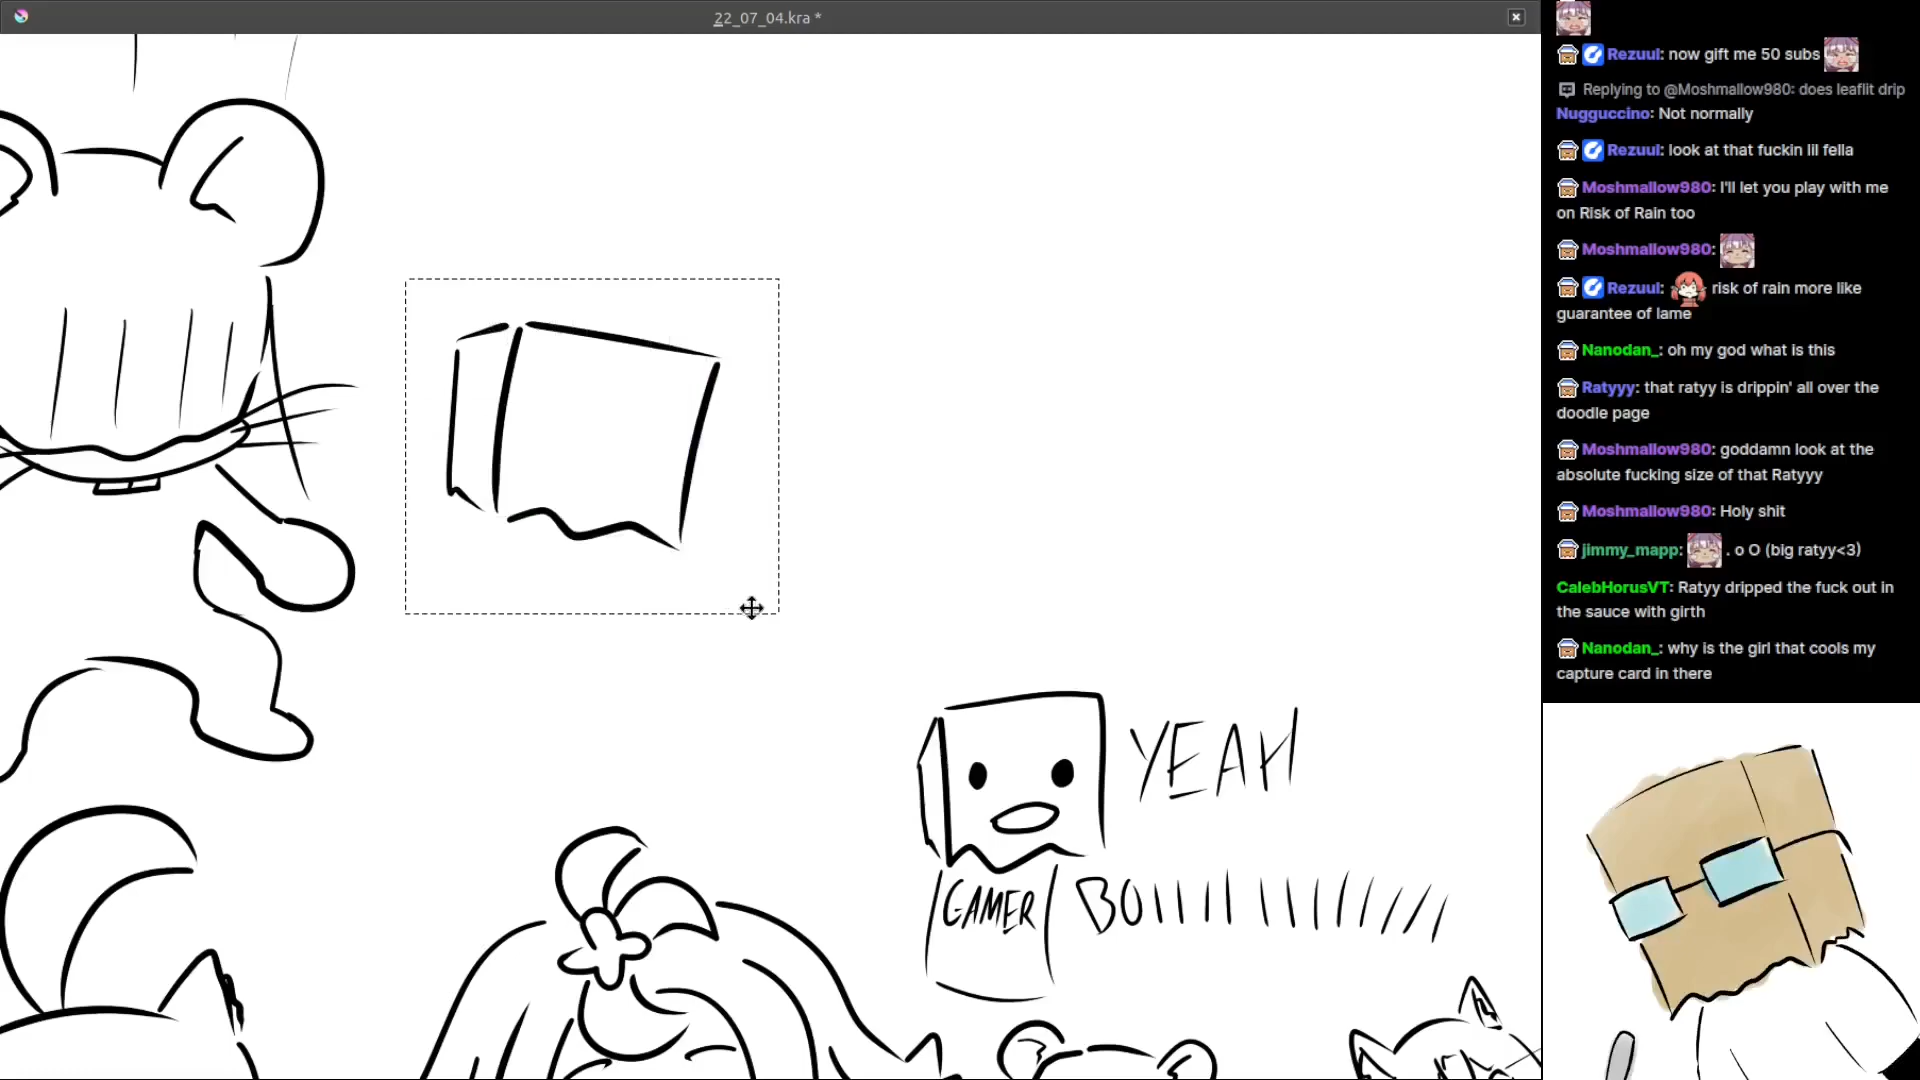 22_07_04.kra *
Rezuul: now gift me 50 subs
Replying to @Moshmallow980: does leaflit drip
Nugguccino: Not normally
Rezuul: look at that fuckin lil fella
Moshmallow980: I'll let you play with me
on Risk of Rain too
Moshmallow980:
Rezuul: risk of rain more like
guarantee of lame
Nanodan_: oh my god what is this
Ratyyy: that ratyy is drippin' all over the
doodle page
Moshmallow980: goddamn look at the
absolute fucking size of that Ratyyy
Moshmallow980: Holy shit
jimmy_mapp: . o O (big ratyy<3)
CalebHorusVT: Ratyy dripped the fuck out in
the sauce with girth
Nanodan_: why is the girl that cools my
capture card in there
YEAH
GAMER BOIIIIIIIIIIII